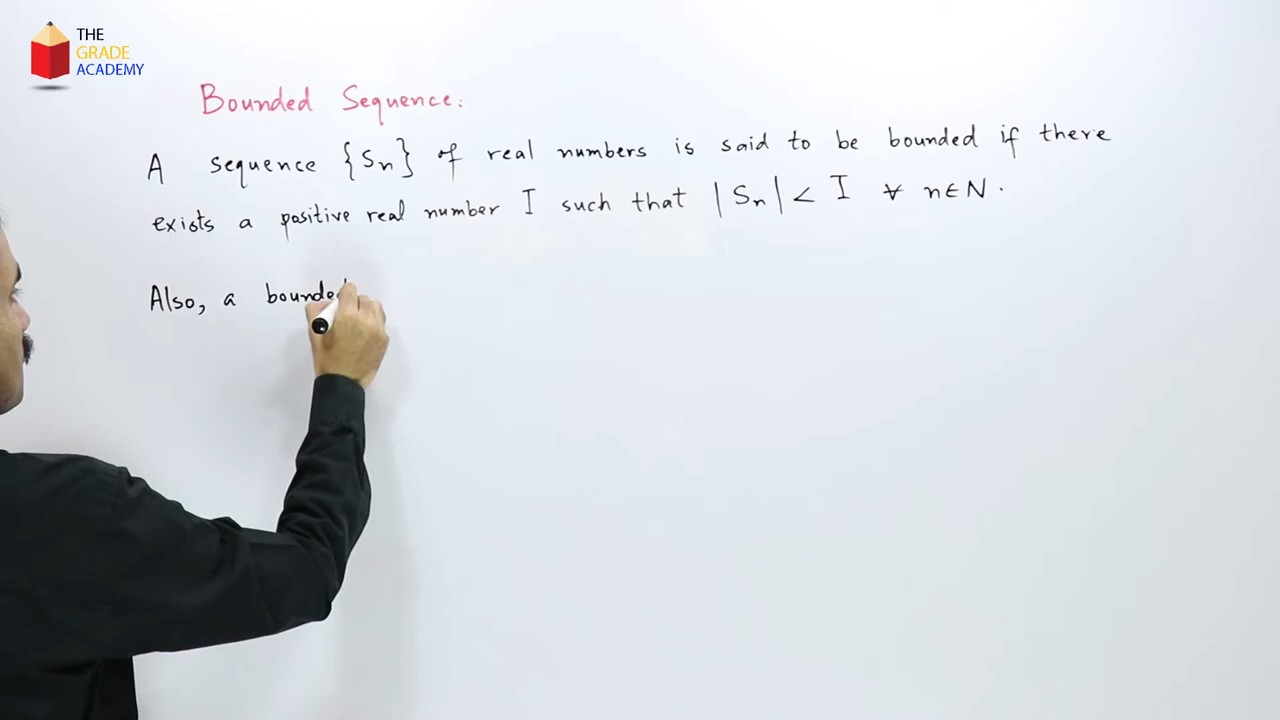 THE
GRADE
ACADEMY
Bounded Sequence:
A sequence {Sn} of real numbers is said to be bounded if there
exists a positive real number I such that |Sn| < I ∀ n∈N.
Also, a bounded